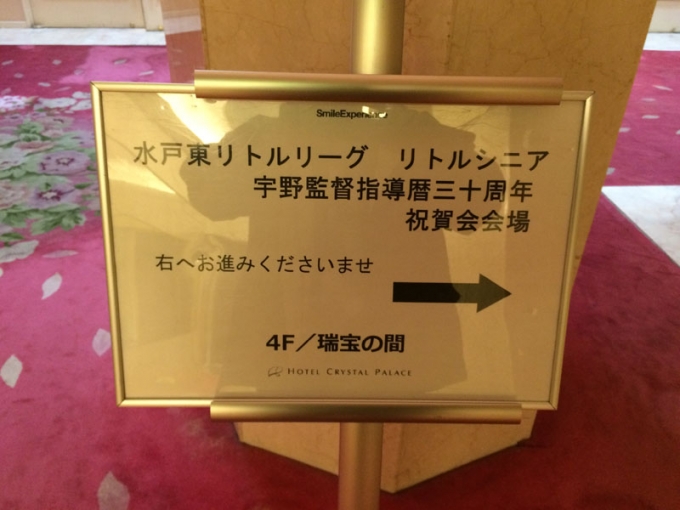 SmileExperience
水戸東リトルリーグ　リトルシニア
宇野監督指導暦三十周年
祝賀会会場
右へお進みくださいませ
4F／瑞宝の間
HOTEL CRYSTAL PALACE